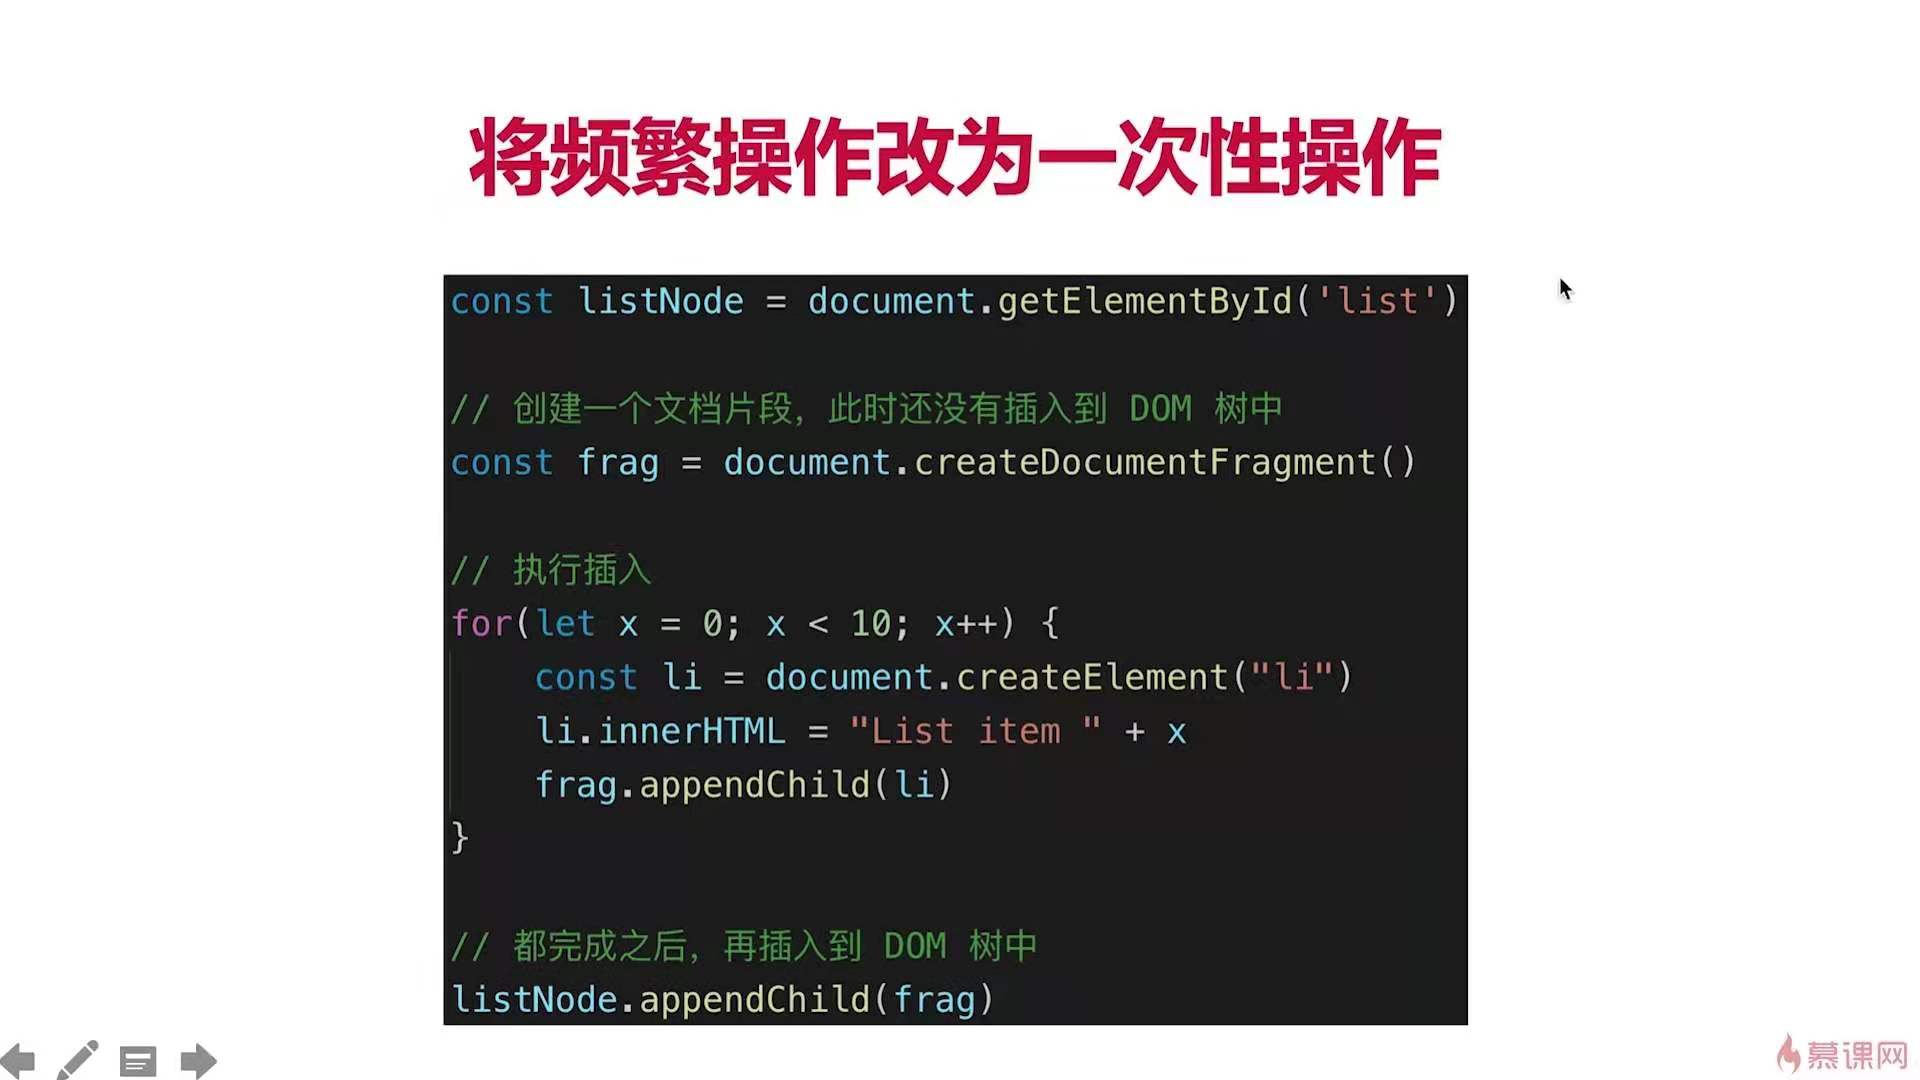 将频繁操作改为一次性操作
const listNode = document.getElementById('list')
// 创建一个文档片段，此时还没有插入到 DOM 树中
const frag = document.createDocumentFragment()
// 执行插入
for(let x = 0; x < 10; x++) {
    const li = document.createElement("li")
    li.innerHTML = "List item " + x
    frag.appendChild(li)
}
// 都完成之后，再插入到 DOM 树中
listNode.appendChild(frag)
慕课网